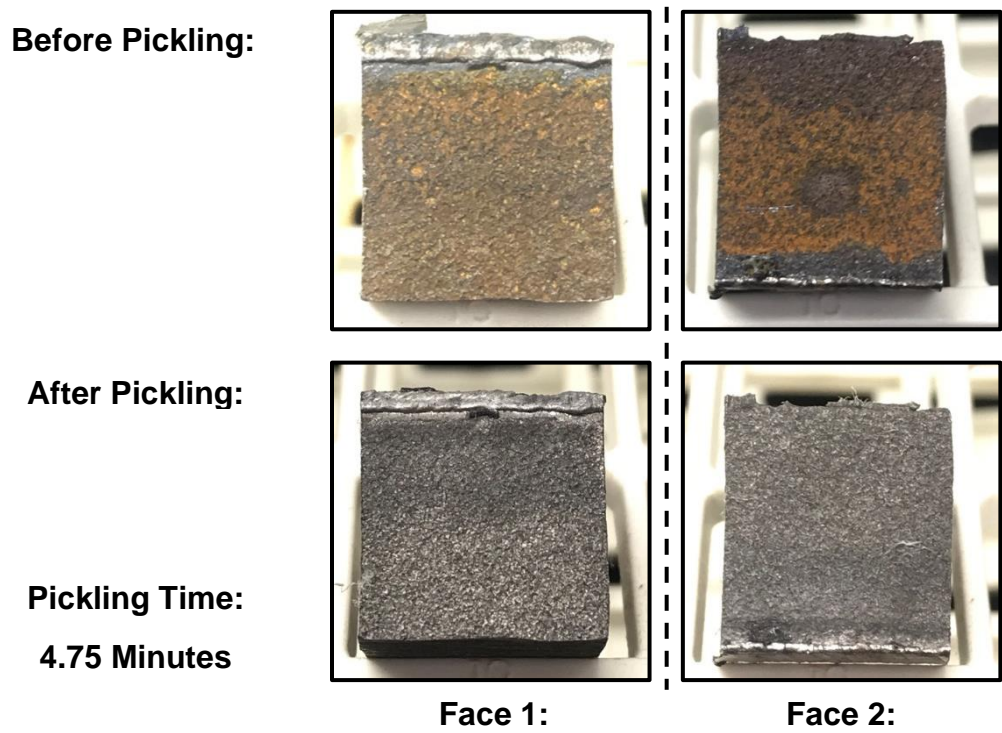 Before Pickling:
After Pickling:
Pickling Time:
4.75 Minutes
Face 1:
Face 2: